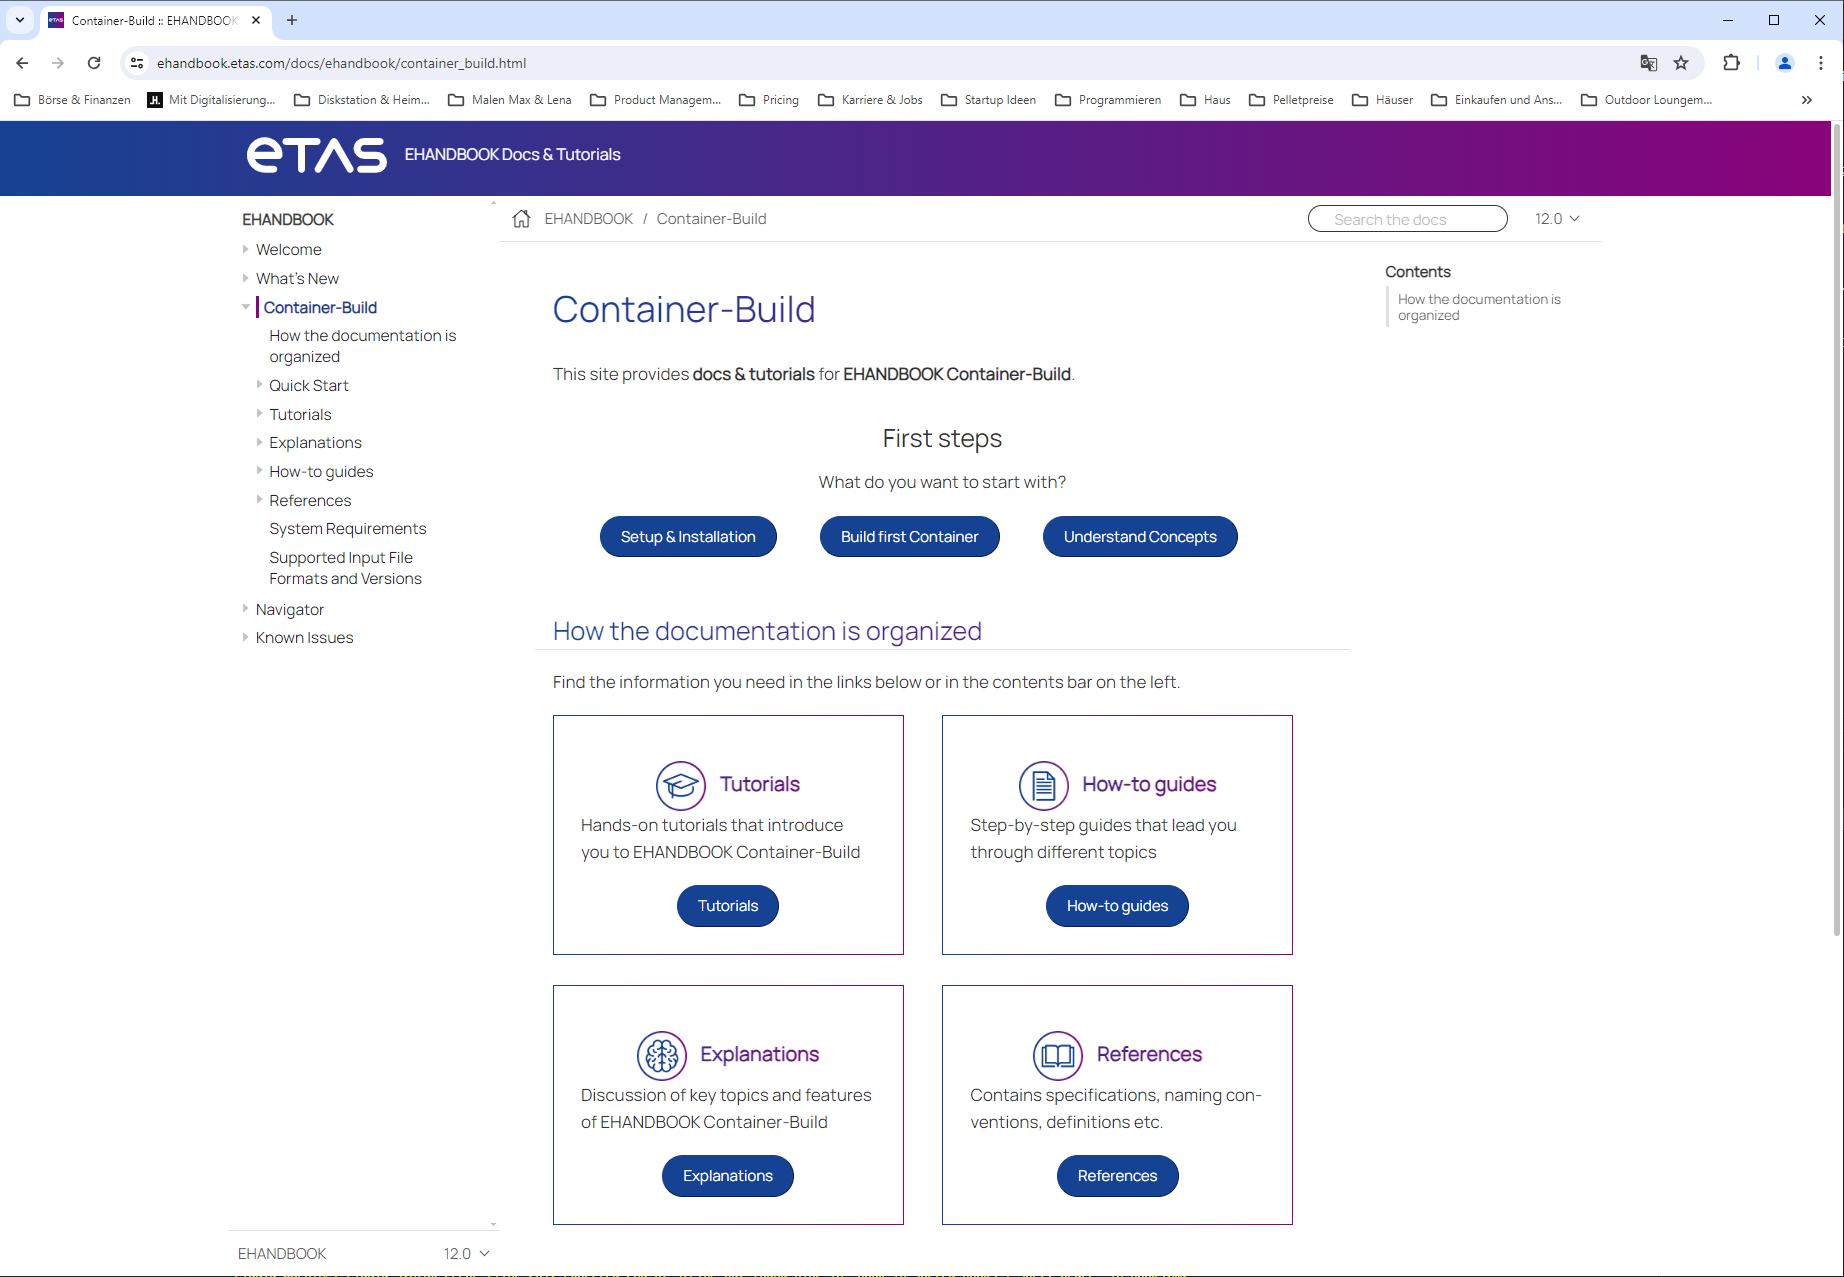 Container-Build :: EHANDBOOK
ehandbook.etas.com/docs/ehandbook/container_build.html
Börse & Finanzen
Mit Digitalisierung...
Diskstation & Heim...
Malen Max & Lena
Product Managem...
Pricing
Karriere & Jobs
Startup Ideen
Programmieren
Haus
Pelletpreise
Häuser
Einkaufen und Ans...
Outdoor Loungem...
eTAS EHANDBOOK Docs & Tutorials
EHANDBOOK
Welcome
What's New
Container-Build
How the documentation is
organized
Quick Start
Tutorials
Explanations
How-to guides
References
System Requirements
Supported Input File
Formats and Versions
Navigator
Known Issues
EHANDBOOK 12.0
EHANDBOOK / Container-Build
Search the docs
12.0
Container-Build
This site provides docs & tutorials for EHANDBOOK Container-Build.
First steps
What do you want to start with?
Setup & Installation
Build first Container
Understand Concepts
How the documentation is organized
Find the information you need in the links below or in the contents bar on the left.
Tutorials
Hands-on tutorials that introduce
you to EHANDBOOK Container-Build
Tutorials
How-to guides
Step-by-step guides that lead you
through different topics
How-to guides
Explanations
Discussion of key topics and features
of EHANDBOOK Container-Build
Explanations
References
Contains specifications, naming con-
ventions, definitions etc.
References
Contents
How the documentation is
organized